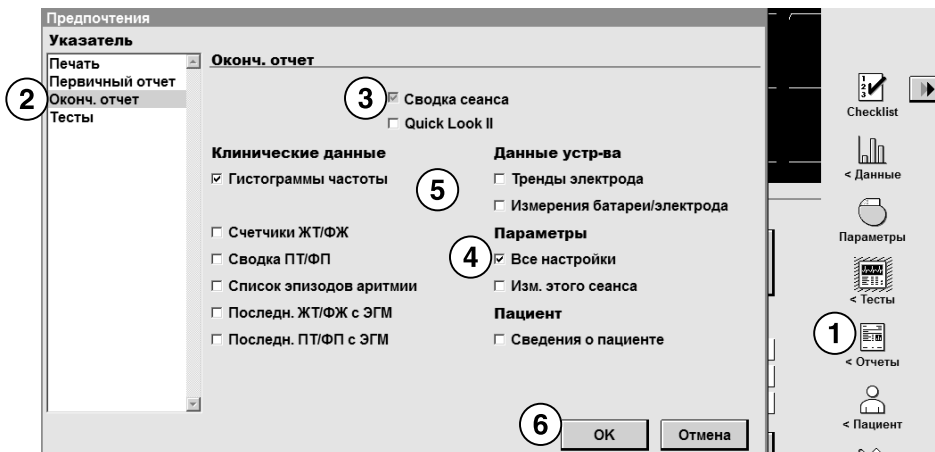 Предпочтения
Указатель
Печать
Первичный отчет
Оконч. отчет
Тесты
2
Оконч. отчет
3
Сводка сеанса
Quick Look II
Клинические данные
Гистограммы частоты
Счетчики ЖТ/ФЖ
Сводка ПТ/ФП
Список эпизодов аритмии
Последн. ЖТ/ФЖ с ЭГМ
Последн. ПТ/ФП с ЭГМ
5
Данные устр-ва
Тренды электрода
Измерения батареи/электрода
Параметры
4
Все настройки
Изм. этого сеанса
Пациент
Сведения о пациенте
6
OK
Отмена
1
2
3
Checklist
< Данные
Параметры
< Тесты
1
< Отчеты
< Пациент